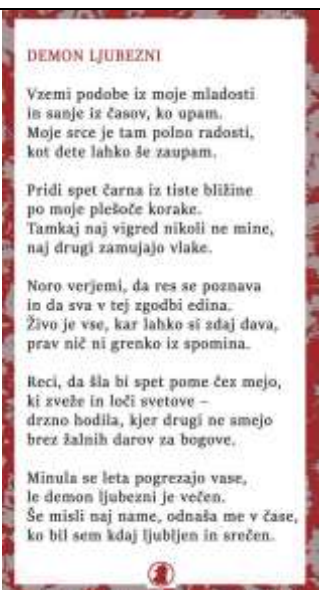 DEMON LJUBEZNI
Vzemi podobe iz moje mladosti
in sanje iz časov, ko upam.
Moje srce je tam polno radosti,
kot dete lahko še zaupam.
Pridi spet čarna iz tiste bližine
po moje plešoče korake.
Tamkaj naj vigred nikoli ne mine,
naj drugi zamujajo vlake.
Noro verjemi, da res se poznava
in da sva v tej zgodbi edina.
Živo je vse, kar lahko si zdaj dava,
prav nič ni grenko iz spomina.
Reci, da šla bi spet pome čez mejo,
ki zveže in loči svetove –
drzno hodila, kjer drugi ne smejo
brez žalnih darov za bogove.
Minula se leta pogrezajo vase,
le demon ljubezni je večen.
Še misli naj name, odnaša me v čase,
ko bil sem kdaj ljubljen in srečen.